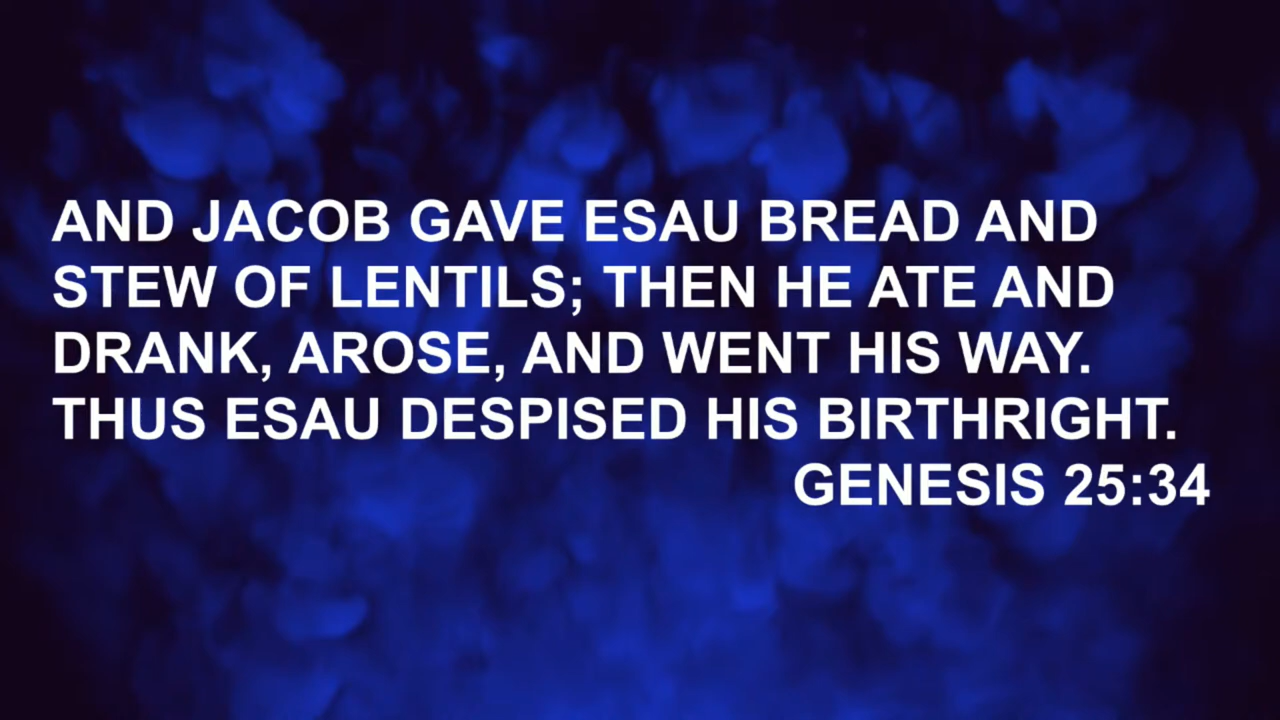 AND JACOB GAVE ESAU BREAD AND
STEW OF LENTILS; THEN HE ATE AND
DRANK, AROSE, AND WENT HIS WAY.
THUS ESAU DESPISED HIS BIRTHRIGHT.
GENESIS 25:34